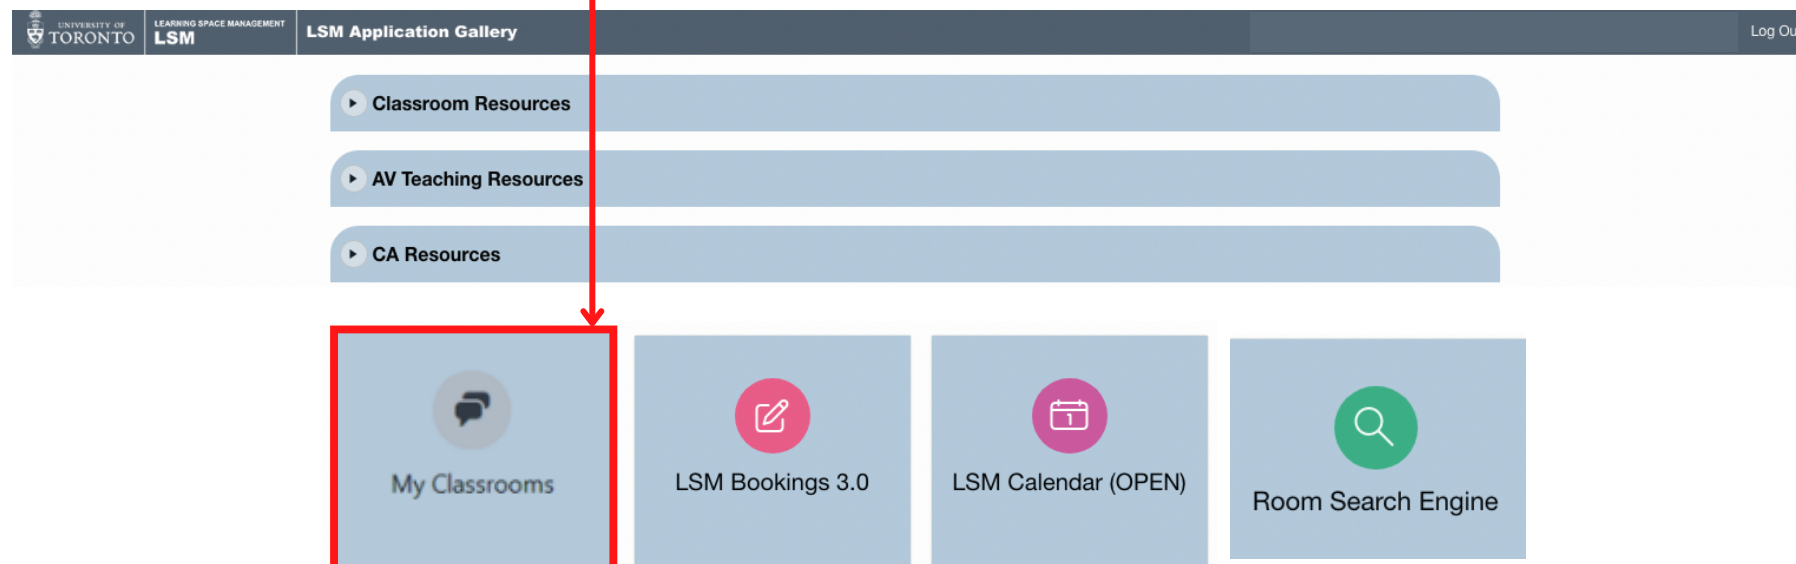 UNIVERSITY OF
TORONTO
LEARNING SPACE MANAGEMENT
LSM
LSM Application Gallery
Log Ou
Classroom Resources
AV Teaching Resources
CA Resources
My Classrooms
LSM Bookings 3.0
1
LSM Calendar (OPEN)
Room Search Engine